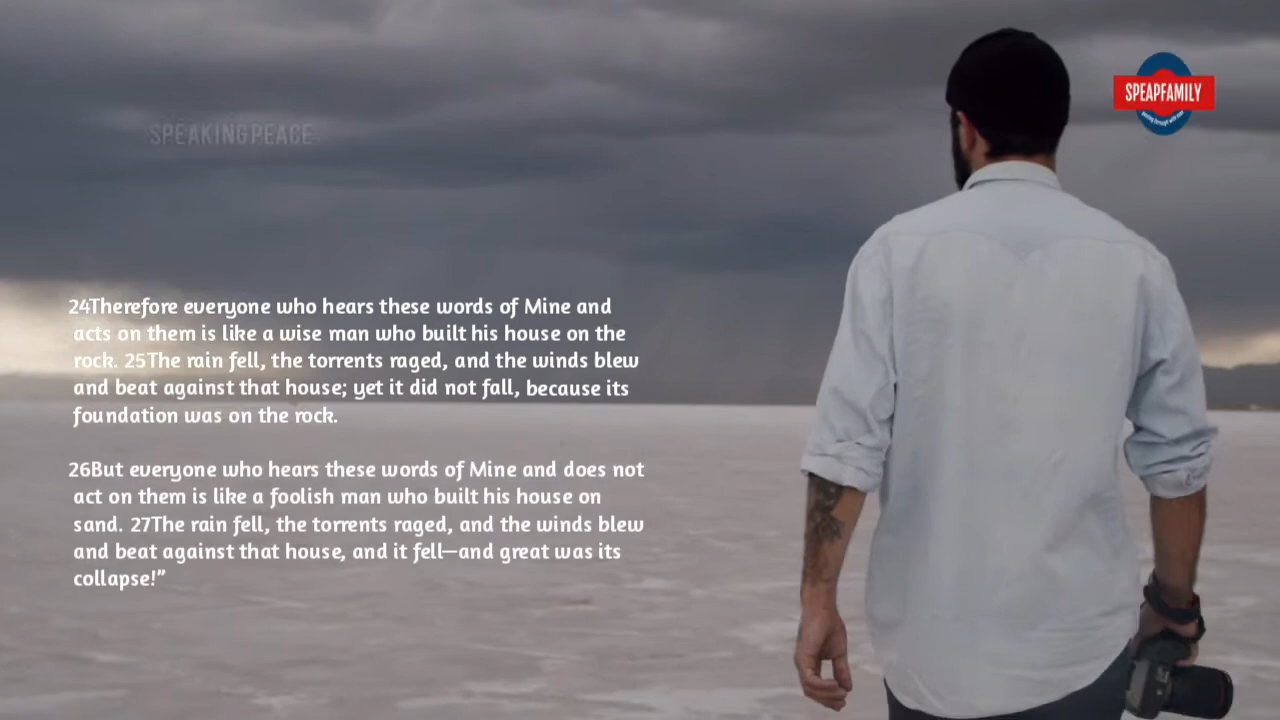 SPEAKINGPEACE
SPEAPFAMILY
24Therefore everyone who hears these words of Mine and
acts on them is like a wise man who built his house on the
rock. 25The rain fell, the torrents raged, and the winds blew
and beat against that house; yet it did not fall, because its
foundation was on the rock.
26But everyone who hears these words of Mine and does not
act on them is like a foolish man who built his house on
sand. 27The rain fell, the torrents raged, and the winds blew
and beat against that house, and it fell—and great was its
collapse!”